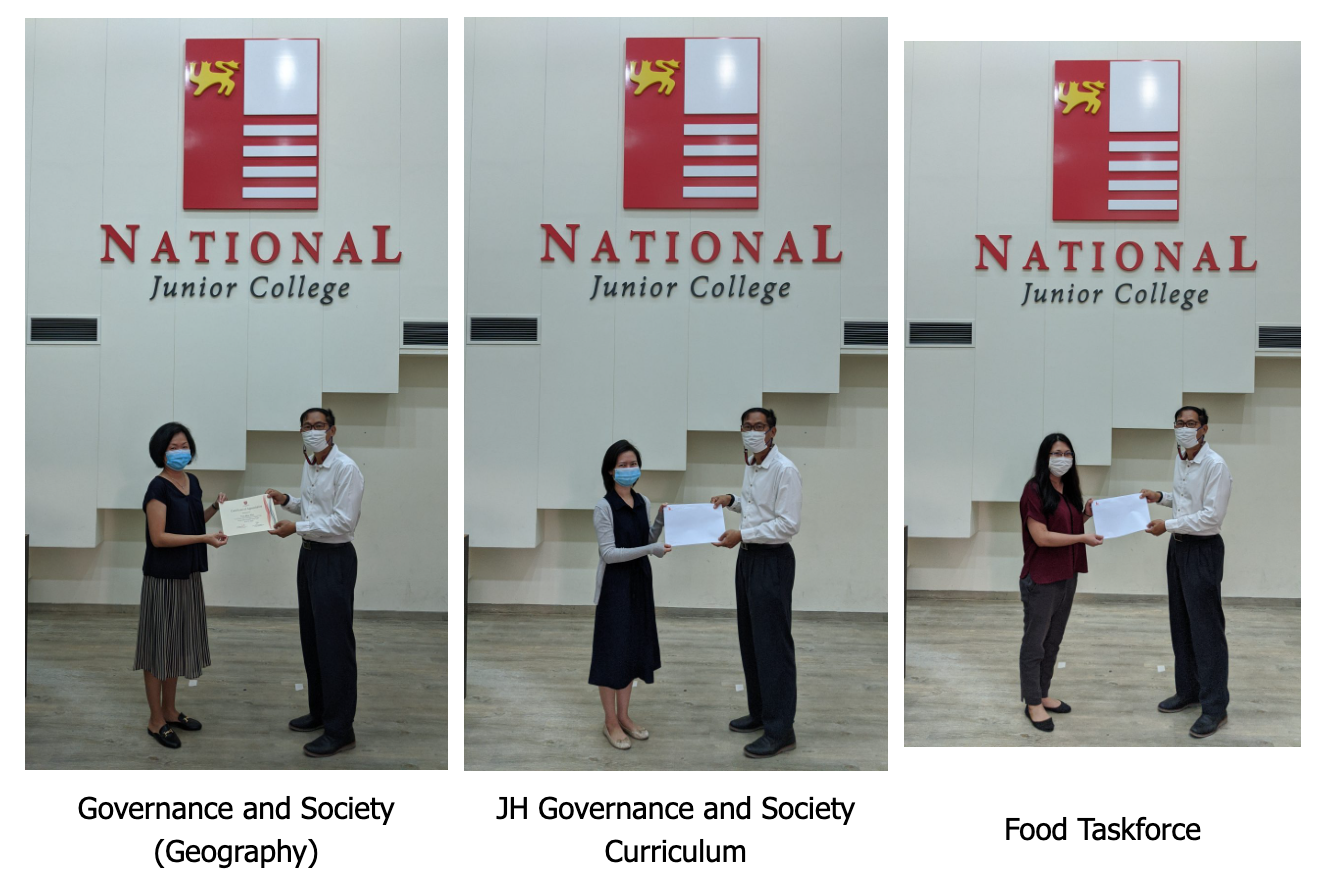 NATIONAL
Junior College
NATIONAL
Junior College
NATIONAL
Junior College
Governance and Society
(Geography)
JH Governance and Society
Curriculum
Food Taskforce